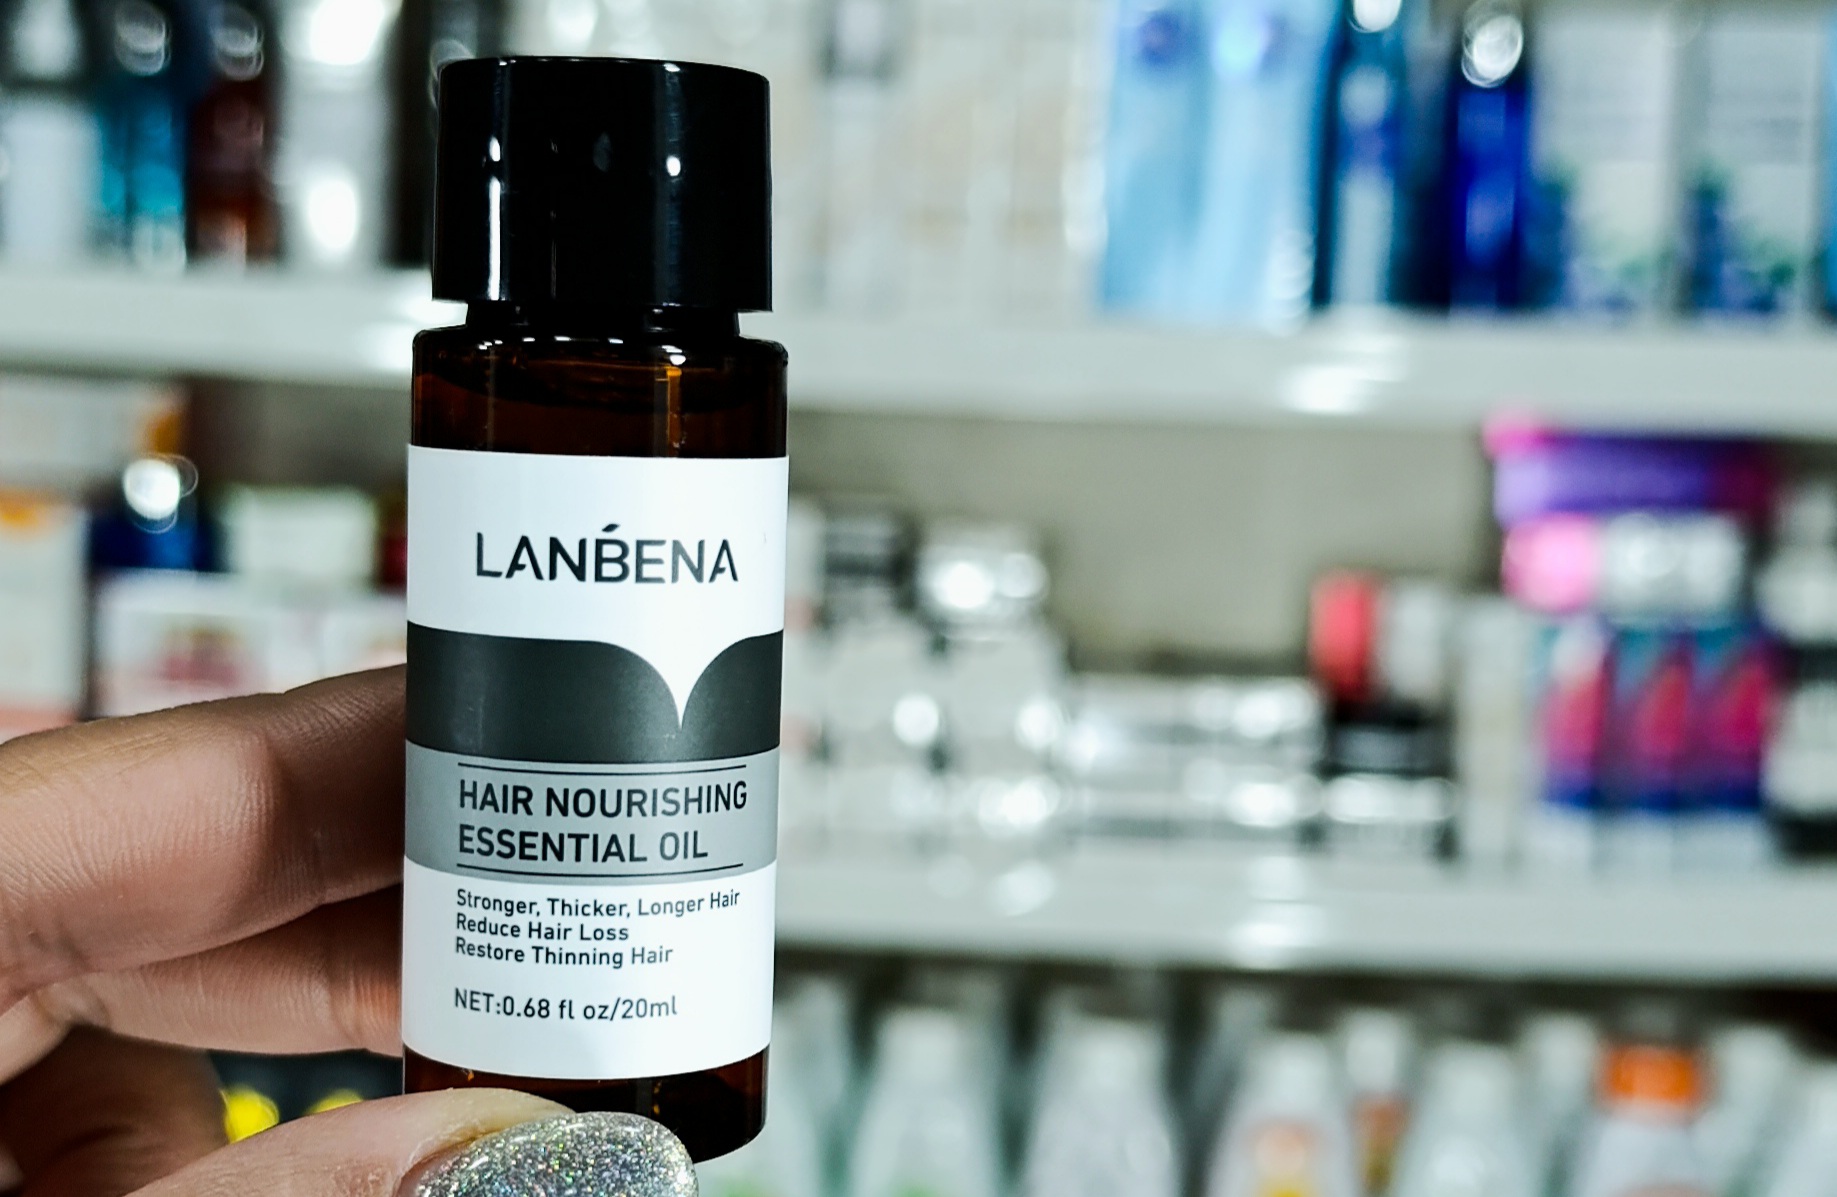 LANBENA
HAIR NOURISHING
ESSENTIAL OIL
Stronger, Thicker, Longer Hair
Reduce Hair Loss
Restore Thinning Hair
NET:0.68 fl oz/20ml